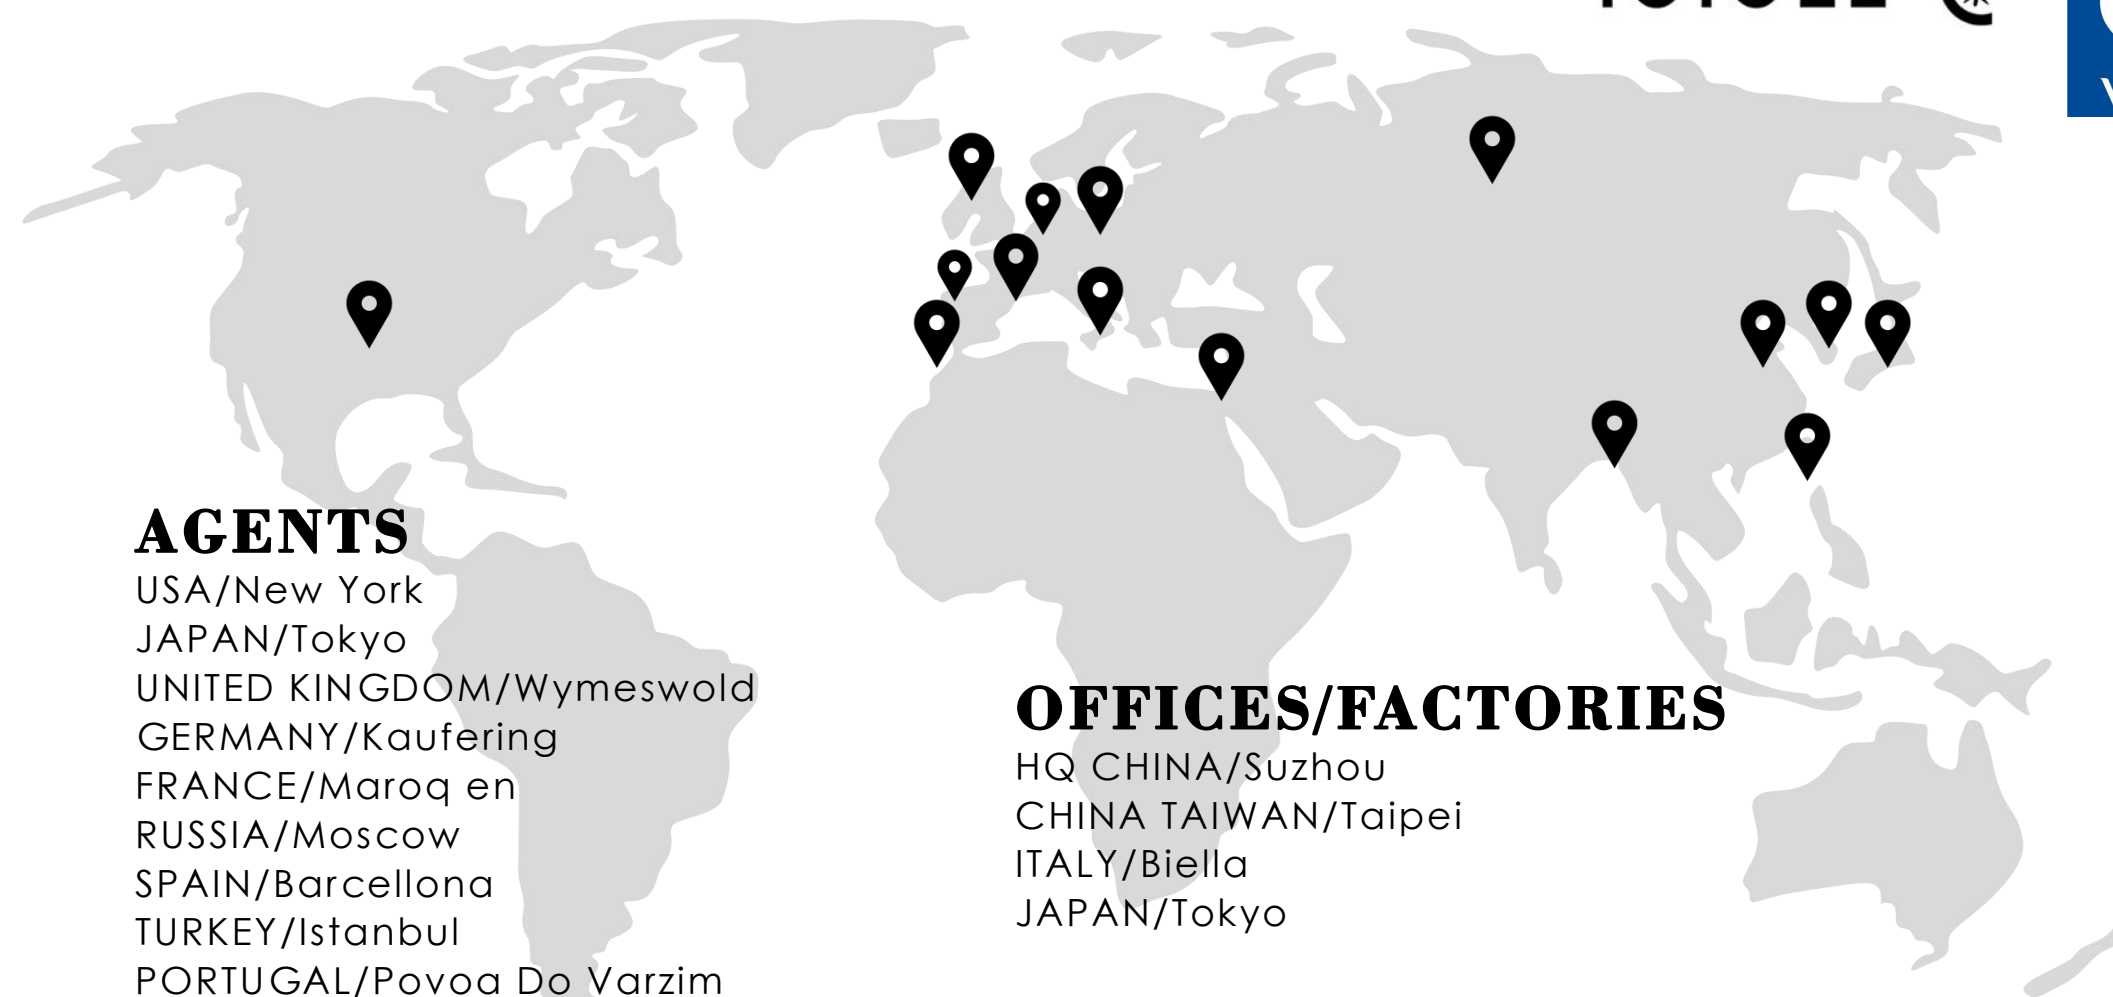 AGENTS
USA/New York
JAPAN/Tokyo
UNITED KINGDOM/Wymeswold
GERMANY/Kaufering
FRANCE/Maroq en
RUSSIA/Moscow
SPAIN/Barcellona
TURKEY/Istanbul
PORTUGAL/Povoa Do Varzim
OFFICES/FACTORIES
HQ CHINA/Suzhou
CHINA TAIWAN/Taipei
ITALY/Biella
JAPAN/Tokyo